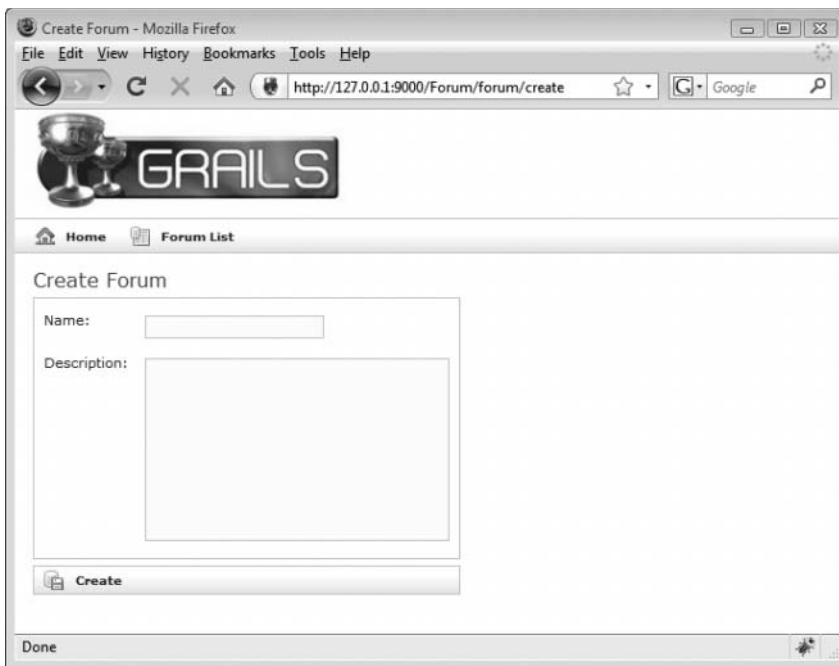 Create Forum - Mozilla Firefox
File Edit View History Bookmarks Tools Help
http://127.0.0.1:9000/Forum/forum/create
G Google
GRAILS
Home Forum List
Create Forum
Name:
Description:
Create
Done